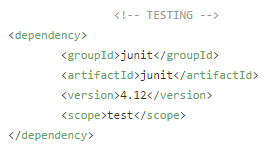 <!-- TESTING -->
<dependency>
<groupId>junit</groupId>
<artifactId>junit</artifactId>
<version>4.12</version>
<scope>test</scope>
</dependency>